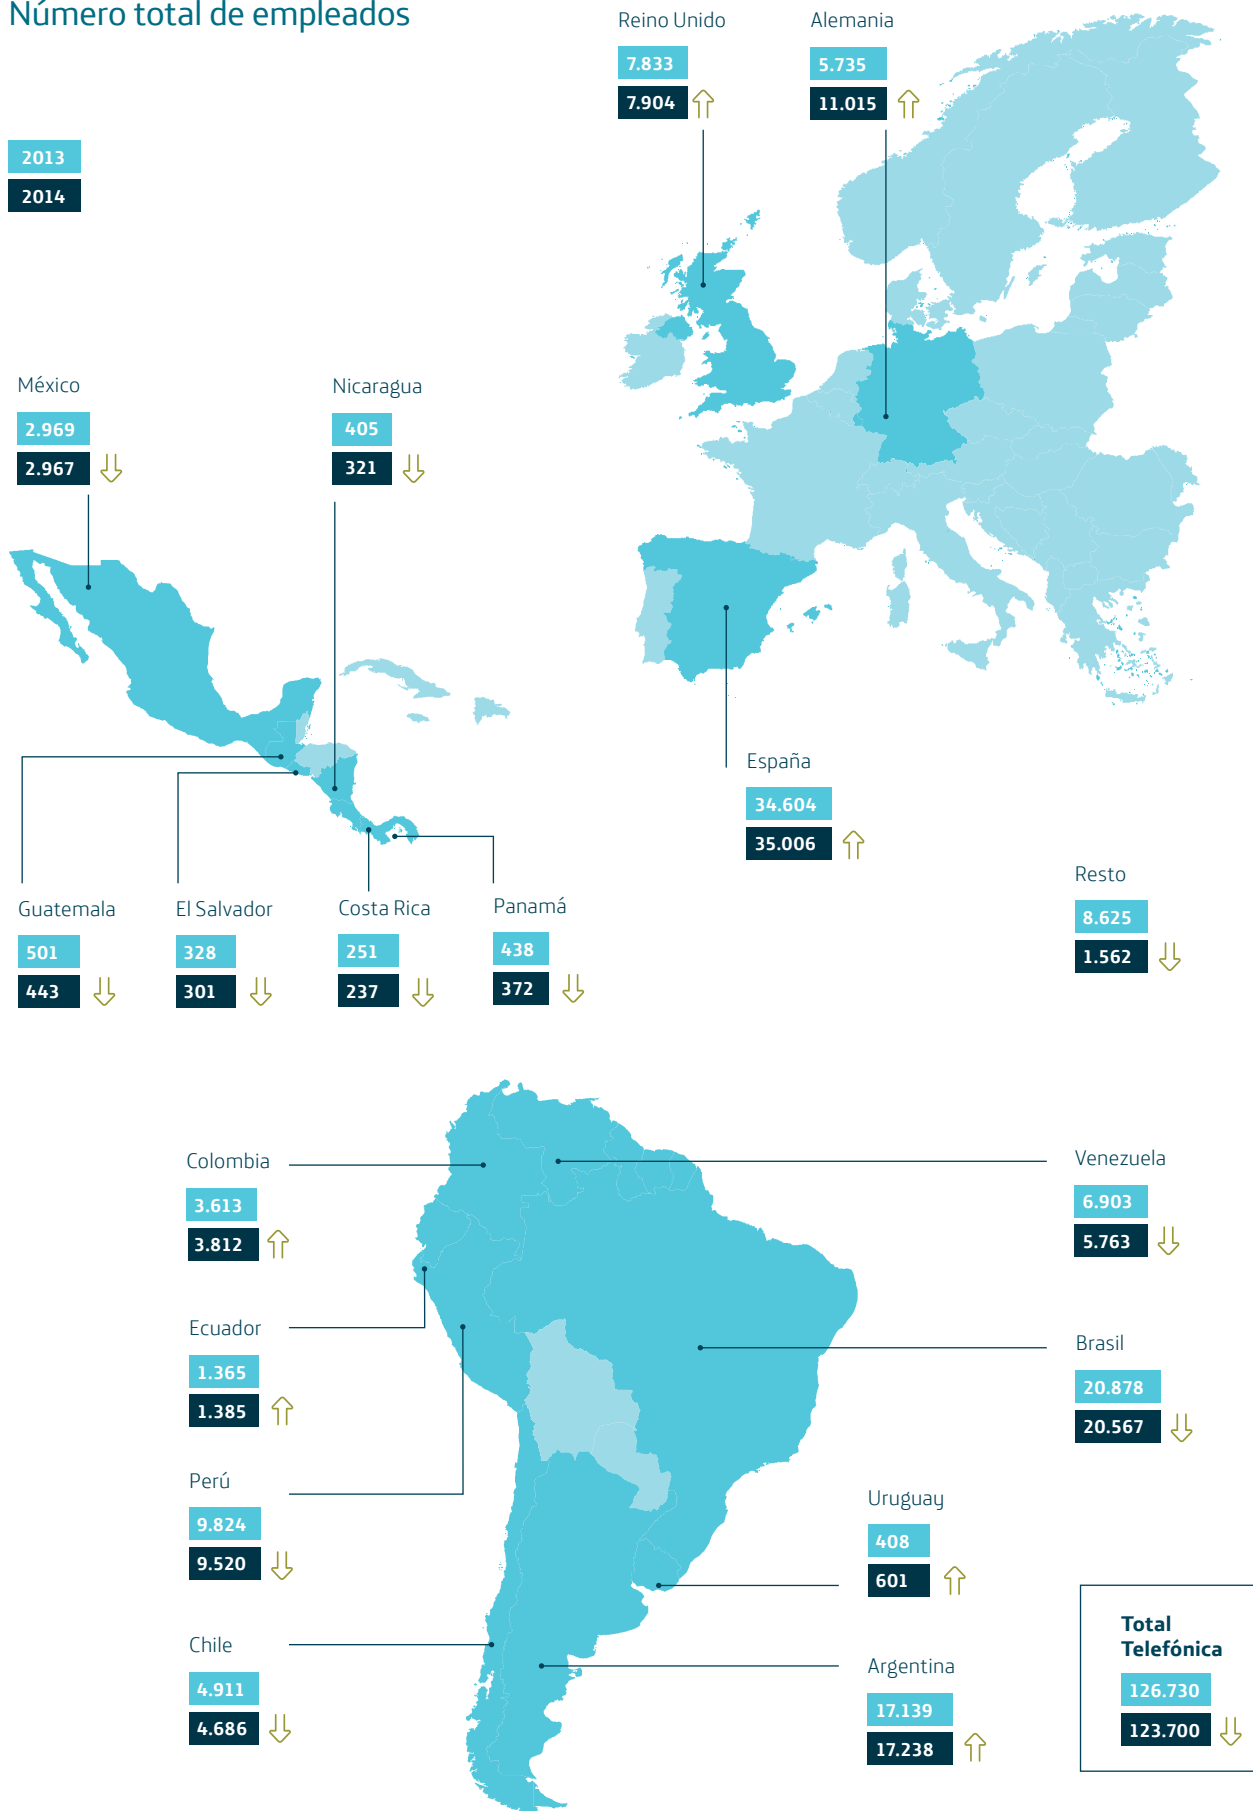 Número total de empleados
2013
2014
Reino Unido
7.833
7.904
Alemania
5.735
11.015
México
2.969
2.967
Nicaragua
405
321
España
34.604
35.006
Resto
8.625
1.562
Guatemala
501
443
El Salvador
328
301
Costa Rica
251
237
Panamá
438
372
Colombia
3.613
3.812
Venezuela
6.903
5.763
Ecuador
1.365
1.385
Brasil
20.878
20.567
Perú
9.824
9.520
Uruguay
408
601
Chile
4.911
4.686
Argentina
17.139
17.238
Total
Telefónica
126.730
123.700